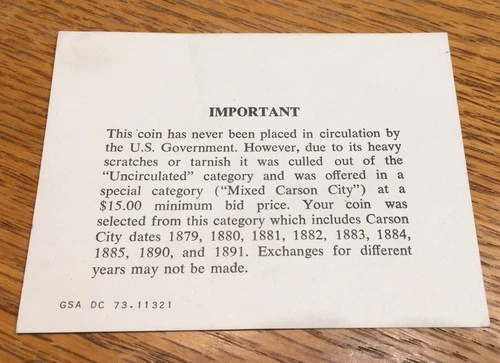 IMPORTANT
This coin has never been placed in circulation by
the U.S. Government. However, due to its heavy
scratches or tarnish it was culled out of the
"Uncirculated" category and was offered in a
special category ("Mixed Carson City") at a
$15.00 minimum bid price. Your coin was
selected from this category which includes Carson
City dates 1879, 1880, 1881, 1882, 1883, 1884,
1885, 1890, and 1891. Exchanges for different
years may not be made.
GSA DC 73-11321